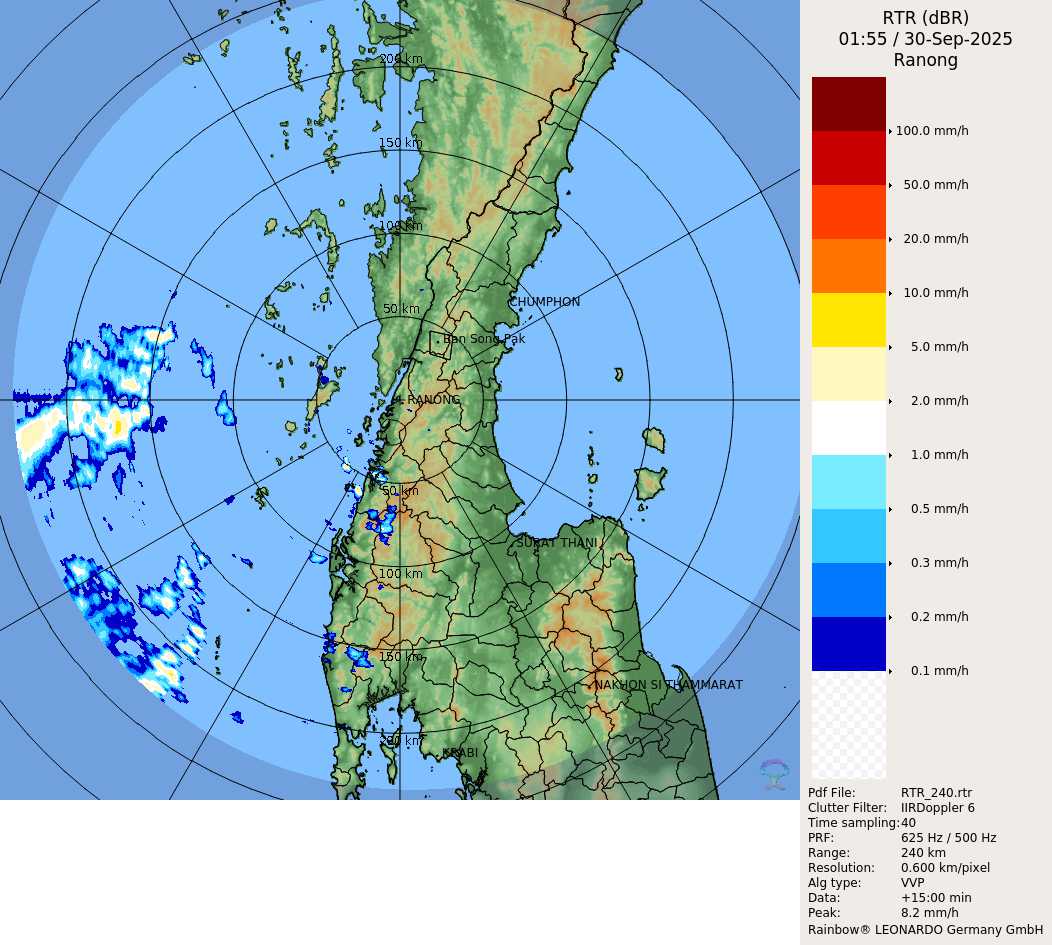 RTR (dBR)
01:55 / 30-Sep-2025
Ranong
100.0 mm/h
50.0 mm/h
20.0 mm/h
10.0 mm/h
5.0 mm/h
2.0 mm/h
1.0 mm/h
0.5 mm/h
0.3 mm/h
0.2 mm/h
0.1 mm/h
200 km
150 km
100 km
50 km
CHUMPHON
Ban Song Pak
RANONG
50 km
SURAT THANI
100 km
150 km
NAKHON SI THAMMARAT
200 km
KRABI
Pdf File: RTR_240.rtr
Clutter Filter: IIRDoppler 6
Time sampling: 40
PRF: 625 Hz / 500 Hz
Range: 240 km
Resolution: 0.600 km/pixel
Alg type: VVP
Data: +15:00 min
Peak: 8.2 mm/h
Rainbow® LEONARDO Germany GmbH